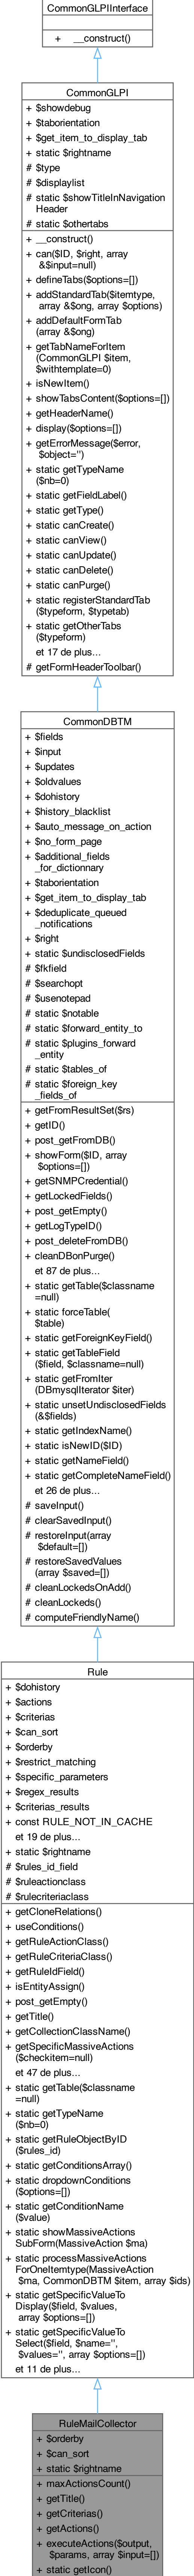 CommonGLPIInterface
+ __construct()
CommonGLPI
+ $showdebug
+ $taborientation
+ $get_item_to_display_tab
+ static $rightname
# $type
# $displaylist
# static $showTitleInNavigation
Header
# static $othertabs
+ __construct()
+ can($ID, $right, array
&$input=null)
+ defineTabs($options=[])
+ addStandardTab($itemtype,
array &$ong, array $options)
+ addDefaultFormTab
(array &$ong)
+ getTabNameForItem
(CommonGLPI $item,
$withtemplate=0)
+ isNewItem()
+ showTabsContent($options=[])
+ getHeaderName()
+ display($options=[])
+ getErrorMessage($error,
$object='')
+ static getTypeName
($nb=0)
+ static getFieldLabel()
+ static getType()
+ static canCreate()
+ static canView()
+ static canUpdate()
+ static canDelete()
+ static canPurge()
+ static registerStandardTab
($typeform, $typetab)
+ static getOtherTabs
($typeform)
et 17 de plus...
# getFormHeaderToolbar()
CommonDBTM
+ $fields
+ $input
+ $updates
+ $oldvalues
+ $dohistory
+ $history_blacklist
+ $auto_message_on_action
+ $no_form_page
+ $additional_fields
_for_dictionnary
+ $taborientation
+ $get_item_to_display_tab
+ $deduplicate_queued
_notifications
+ $right
+ static $undisclosedFields
# $fkfield
# $searchopt
# $usenotepad
# static $notable
# static $forward_entity_to
# static $plugins_forward
_entity
# static $tables_of
# static $foreign_key
_fields_of
+ getFromResultSet($rs)
+ getID()
+ post_getFromDB()
+ showForm($ID, array
$options=[])
+ getSNMPCredential()
+ getLockedFields()
+ post_getEmpty()
+ getLogTypeID()
+ post_deleteFromDB()
+ cleanDBonPurge()
et 87 de plus...
+ static getTable($classname
=null)
+ static forceTable(
$table)
+ static getForeignKeyField()
+ static getTableField
($field, $classname=null)
+ static getFromIter
(DBmysqlIterator $iter)
+ static unsetUndisclosedFields
(&$fields)
+ static getIndexName()
+ static isNewID($ID)
+ static getNameField()
+ static getCompleteNameField()
et 26 de plus...
# saveInput()
# clearSavedInput()
# restoreInput(array
$default=[])
# restoreSavedValues
(array $saved=[])
# cleanLockedsOnAdd()
# cleanLockeds()
# computeFriendlyName()
Rule
+ $dohistory
+ $actions
+ $criterias
+ $can_sort
+ $orderby
+ $restrict_matching
+ $specific_parameters
+ $regex_results
+ $criterias_results
+ const RULE_NOT_IN_CACHE
et 19 de plus...
+ static $rightname
# $rules_id_field
# $ruleactionclass
# $rulecriteriaclass
+ getCloneRelations()
+ useConditions()
+ getRuleActionClass()
+ getRuleCriteriaClass()
+ getRuleIdField()
+ isEntityAssign()
+ post_getEmpty()
+ getTitle()
+ getCollectionClassName()
+ getSpecificMassiveActions
($checkitem=null)
et 47 de plus...
+ static getTable($classname
=null)
+ static getTypeName
($nb=0)
+ static getRuleObjectByID
($rules_id)
+ static getConditionsArray()
+ static dropdownConditions
($options=[])
+ static getConditionName
($value)
+ static showMassiveActions
SubForm(MassiveAction $ma)
+ static processMassiveActions
ForOneItemtype(MassiveAction
$ma, CommonDBTM $item, array $ids)
+ static getSpecificValueTo
Display($field, $values,
array $options=[])
+ static getSpecificValueTo
Select($field, $name='',
$values='', array $options=[])
et 11 de plus...
RuleMailCollector
+ $orderby
+ $can_sort
+ static $rightname
+ maxActionsCount()
+ getTitle()
+ getCriterias()
+ getActions()
+ executeActions($output,
$params, array $input=[])
+ static getIcon()